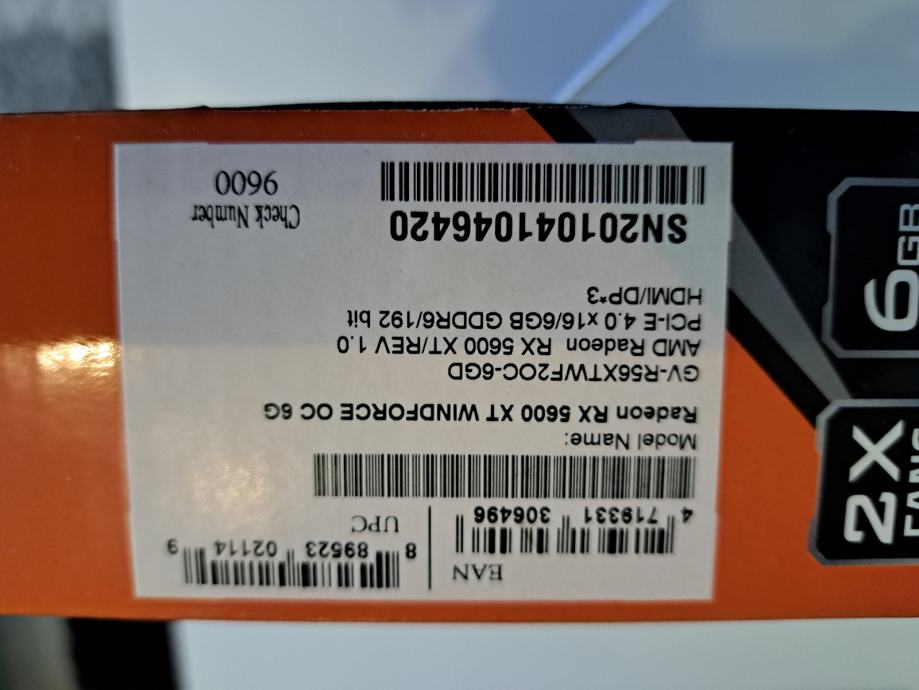 EAN
4 719331 306496
8 89523 02114 9
UPC
Model Name:
Radeon RX 5600 XT WINDFORCE OC 6G
GV-R56XTWF2OC-6GD
AMD Radeon RX 5600 XT/REV 1.0
PCI-E 4.0 x16/6GB GDDR6/192 bit
HDMI/DP*3
SN201041046420
Check Number
9600
6GB
2X
FANS